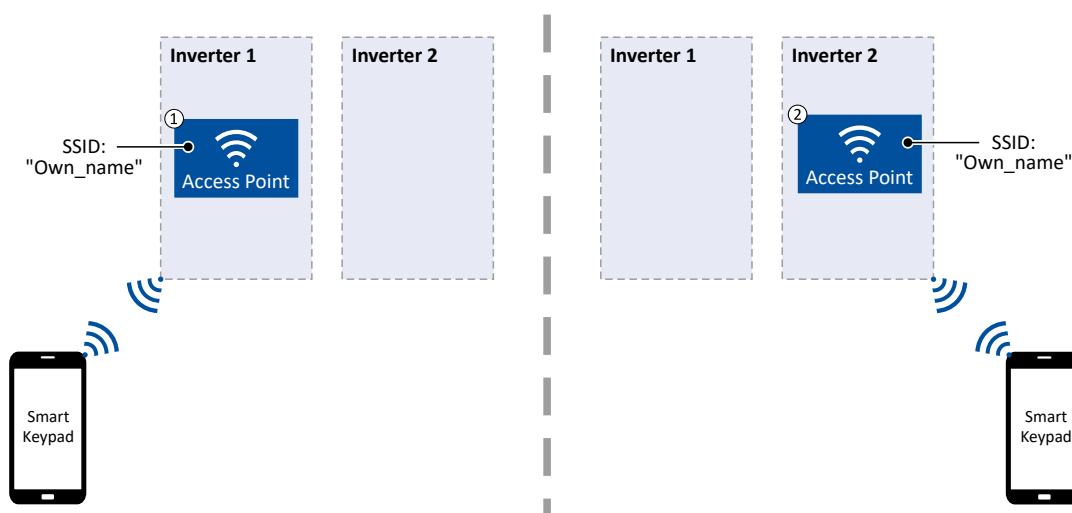 Inverter 1
Inverter 2
1
SSID:
"Own_name"
Access Point
Smart
Keypad
Inverter 1
Inverter 2
2
SSID:
"Own_name"
Access Point
Smart
Keypad